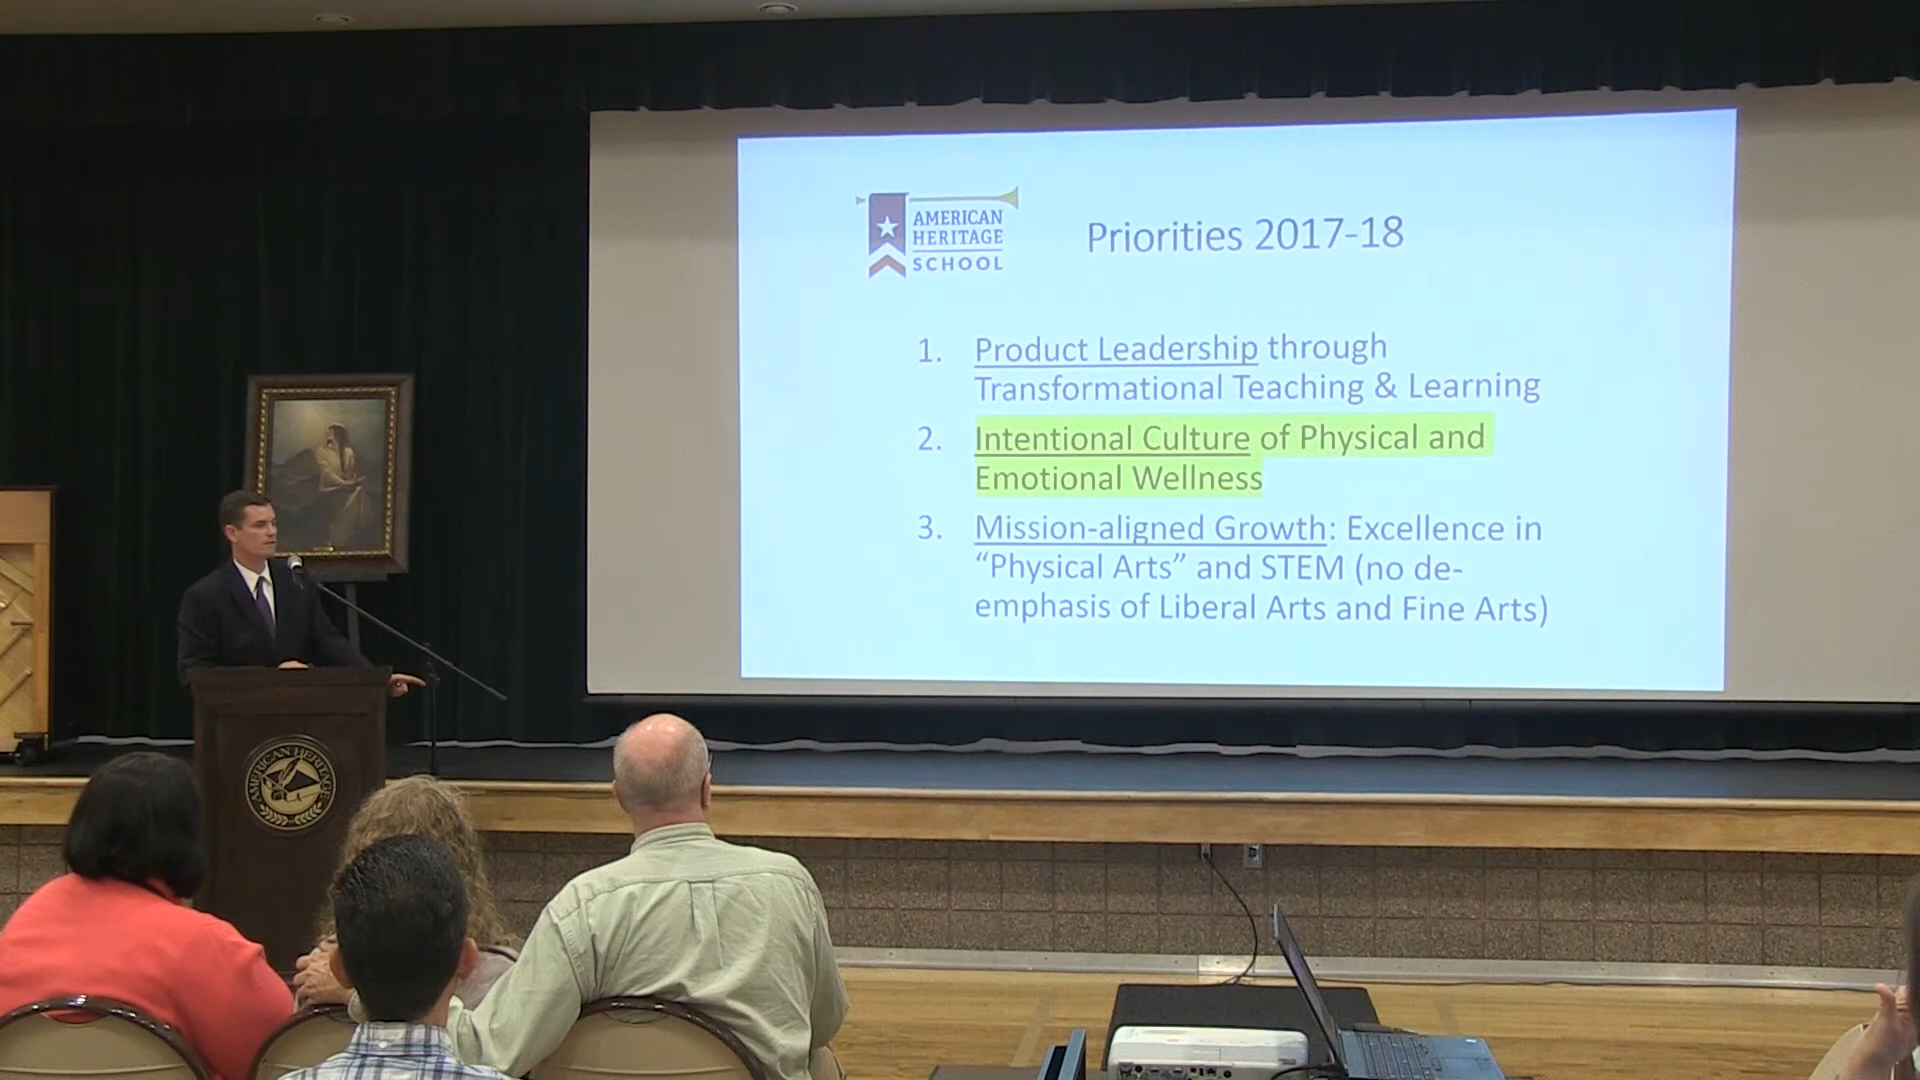 AMERICAN
HERITAGE
SCHOOL
Priorities 2017-18
1. Product Leadership through
Transformational Teaching & Learning
2. Intentional Culture of Physical and
Emotional Wellness
3. Mission-aligned Growth: Excellence in
“Physical Arts” and STEM (no de-
emphasis of Liberal Arts and Fine Arts)
AMERICAN HERITAGE